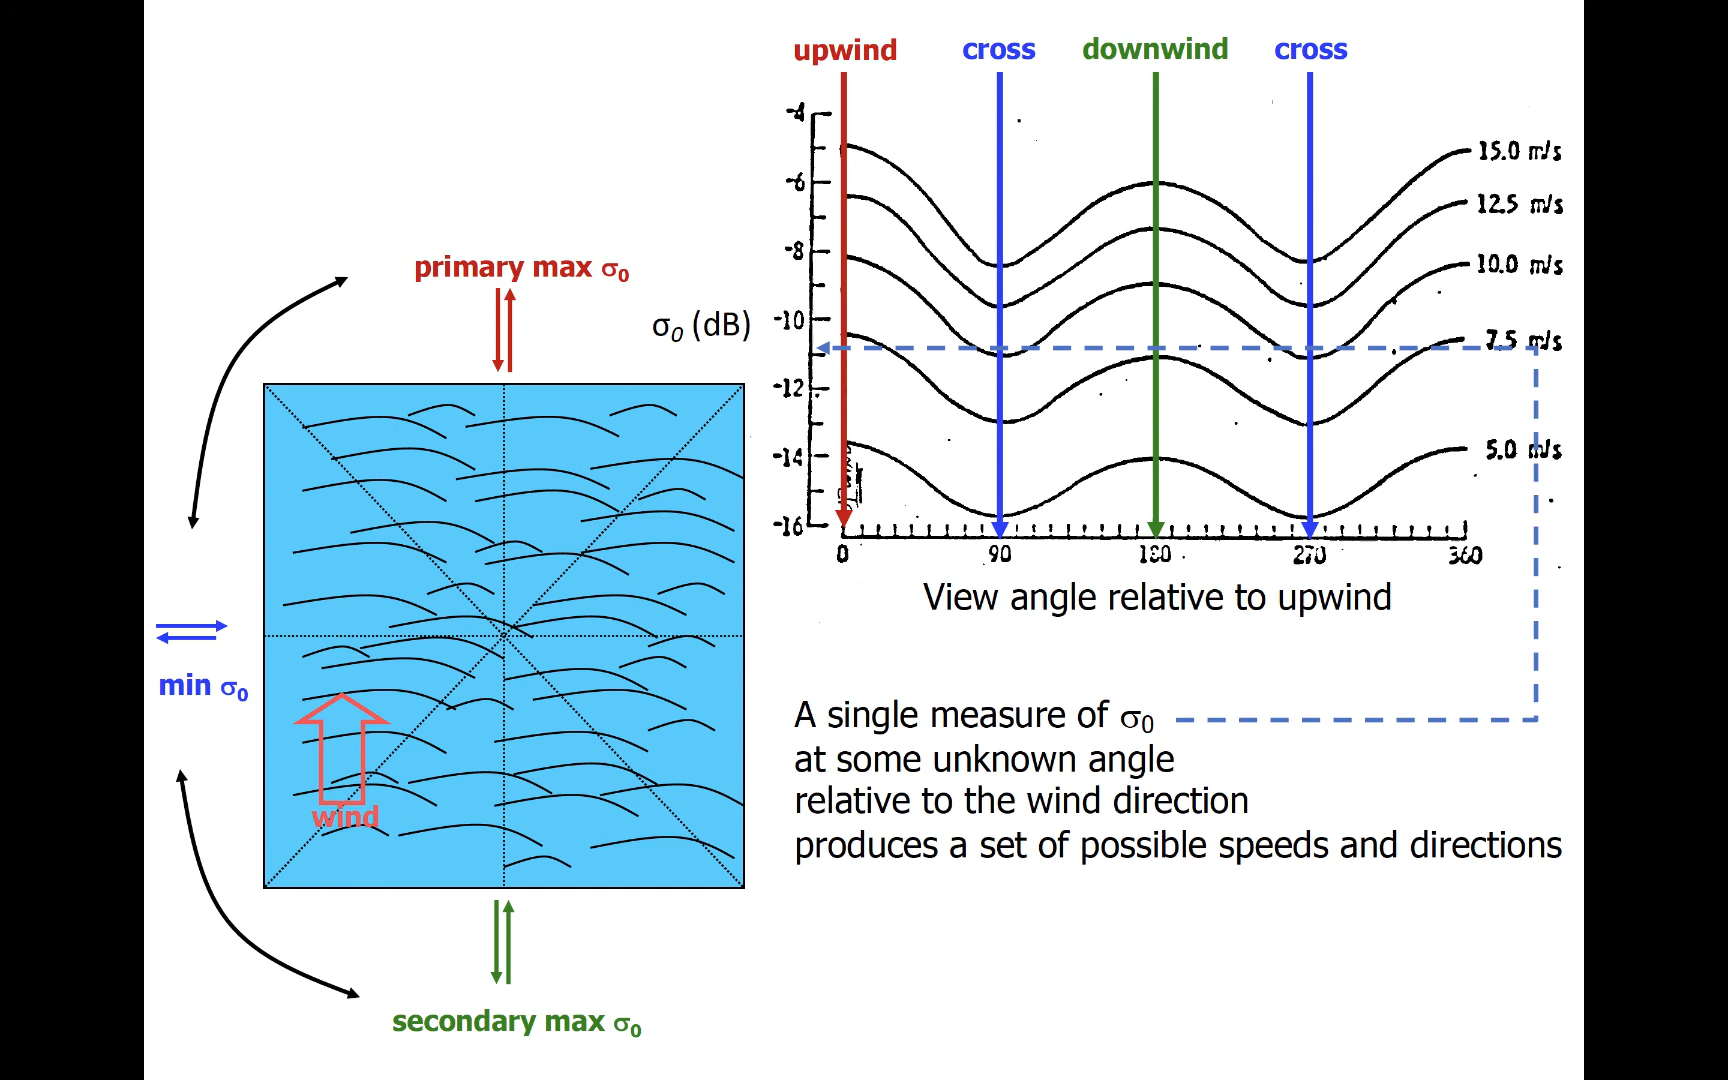 upwind cross downwind cross
primary max σ0
σ0 (dB)
-4
-6
-8
-10
-12
-14
-16
15.0 m/s
12.5 m/s
10.0 m/s
7.5 m/s
5.0 m/s
0 90 180 270 360
View angle relative to upwind
min σ0
wind
secondary max σ0
A single measure of σ0
at some unknown angle
relative to the wind direction
produces a set of possible speeds and directions